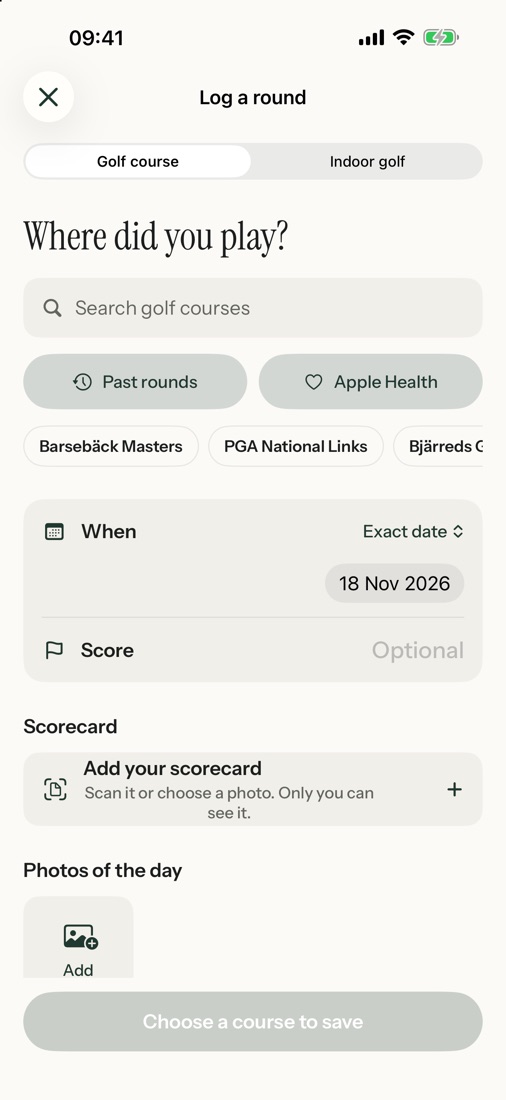 09:41
Log a round
Golf course
Indoor golf
Where did you play?
Search golf courses
Past rounds
Apple Health
Barsebäck Masters
PGA National Links
Bjärreds
When
Exact date
18 Nov 2026
Score
Optional
Scorecard
Add your scorecard
Scan it or choose a photo. Only you can
see it.
Photos of the day
Add
Choose a course to save